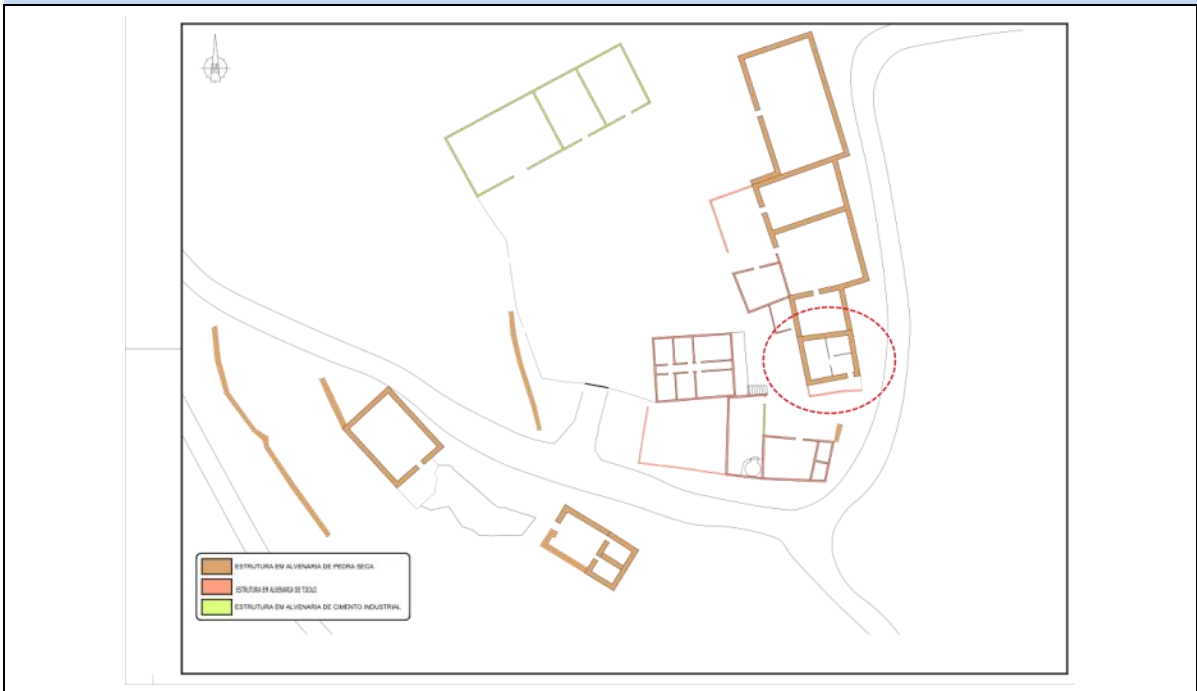 ESTRUTURA EM ALVENARIA DE PEDRA SECA
ESTRUTURA EM ALVENARIA DE TIJOLO
ESTRUTURA EM ALVENARIA DE CIMENTO INDUSTRIAL